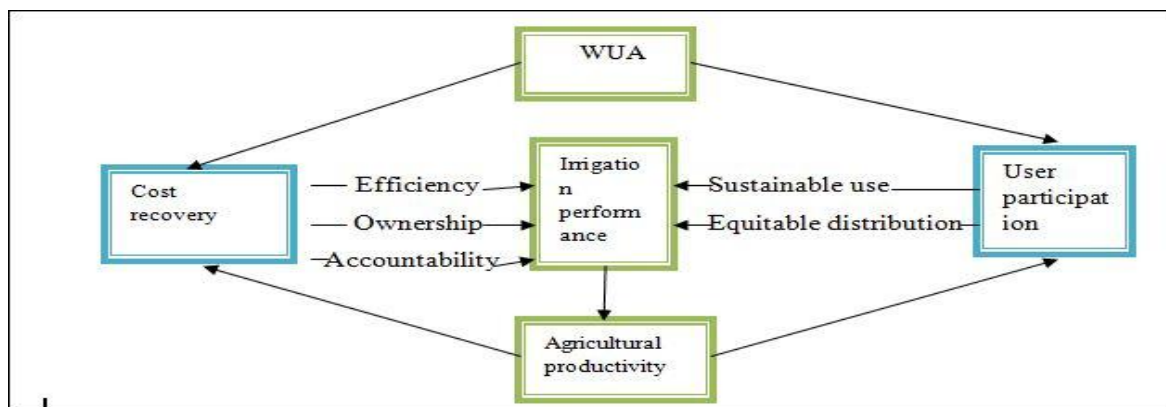 WUA
Cost
recovery
Efficiency
Ownership
Accountability
Irrigatio
n
perform
ance
Sustainable use
Equitable distribution
User
participat
ion
Agricultural
productivity